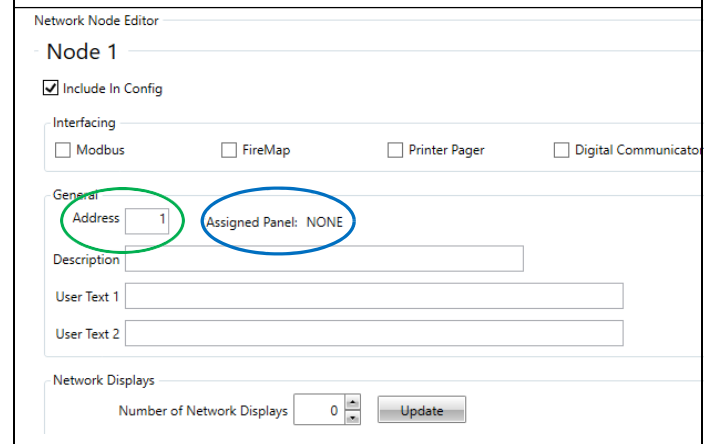 Network Node Editor
Node 1
Include In Config
Interfacing
Modbus FireMap Printer Pager Digital Communicator
General
Address 1 Assigned Panel: NONE
Description
User Text 1
User Text 2
Network Displays
Number of Network Displays 0 Update